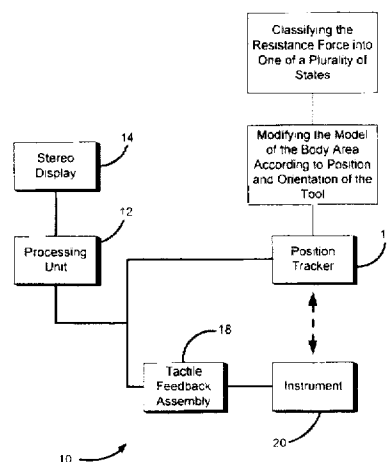 Classifying the
Resistance Force into
One of a Plurality of
States
Modifying the Model
of the Body Area
According to Position
and Orientation of the
Tool
14
Stereo
Display
12
Processing
Unit
1
Position
Tracker
18
Tactile
Feedback
Assembly
Instrument
20
10